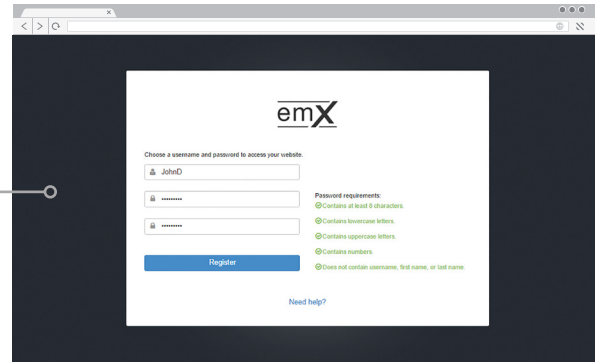 emX
Choose a username and password to access your website.
JohnD
Password requirements:
Contains at least 6 characters.
Contains lowercase letters.
Contains uppercase letters.
Contains numbers.
Does not contain username, first name, or last name.
Register
Need help?